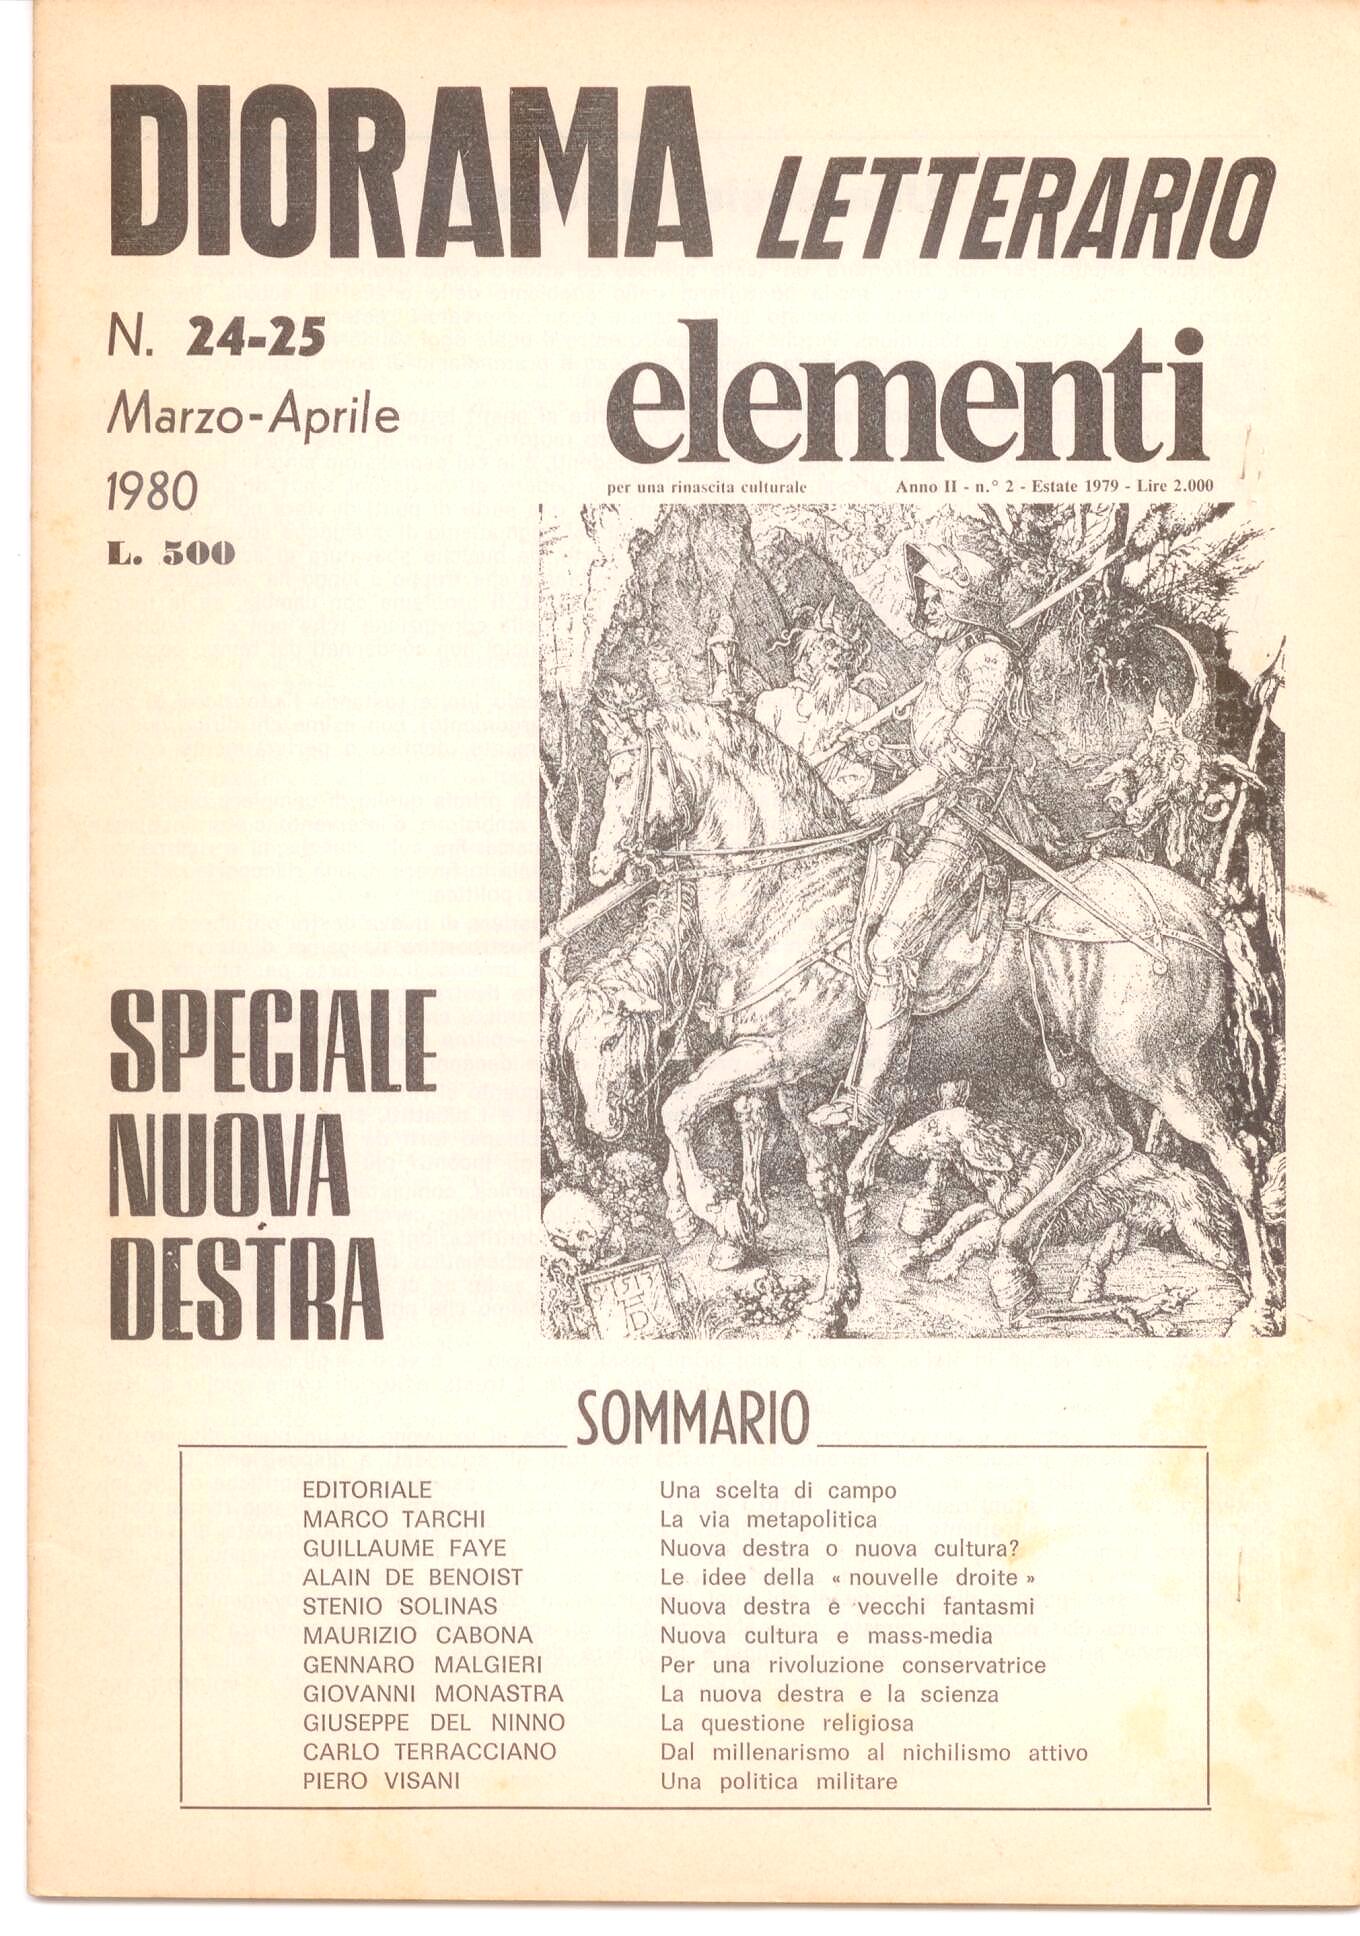 DIORAMA LETTERARIO
N. 24-25
Marzo-Aprile
1980
L. 500
elementi
per una rinascita culturale Anno II - n.° 2 - Estate 1979 - Lire 2.000
1513
AD
SPECIALE
NUOVA
DESTRA
SOMMARIO
EDITORIALE Una scelta di campo
MARCO TARCHI La via metapolitica
GUILLAUME FAYE Nuova destra o nuova cultura?
ALAIN DE BENOIST Le idee della « nouvelle droite »
STENIO SOLINAS Nuova destra e vecchi fantasmi
MAURIZIO CABONA Nuova cultura e mass-media
GENNARO MALGIERI Per una rivoluzione conservatrice
GIOVANNI MONASTRA La nuova destra e la scienza
GIUSEPPE DEL NINNO La questione religiosa
CARLO TERRACCIANO Dal millenarismo al nichilismo attivo
PIERO VISANI Una politica militare